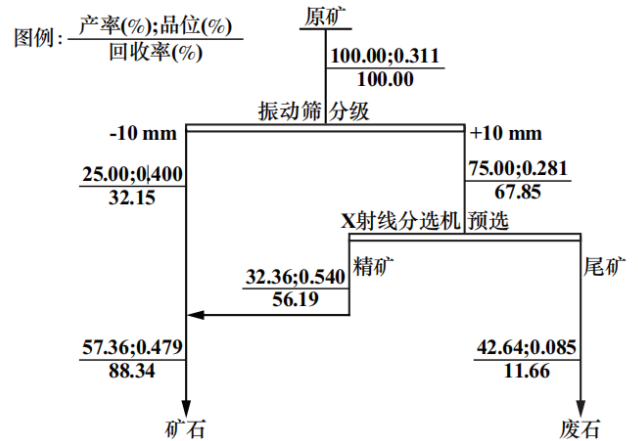 原矿
图例:
产率(%);品位(%)
回收率(%)
100.00;0.311
100.00
振动筛 分级
-10 mm
+10 mm
25.00;0.400
32.15
75.00;0.281
67.85
X射线分选机 预选
32.36;0.540
56.19
精矿
尾矿
57.36;0.479
88.34
42.64;0.085
11.66
矿石
废石